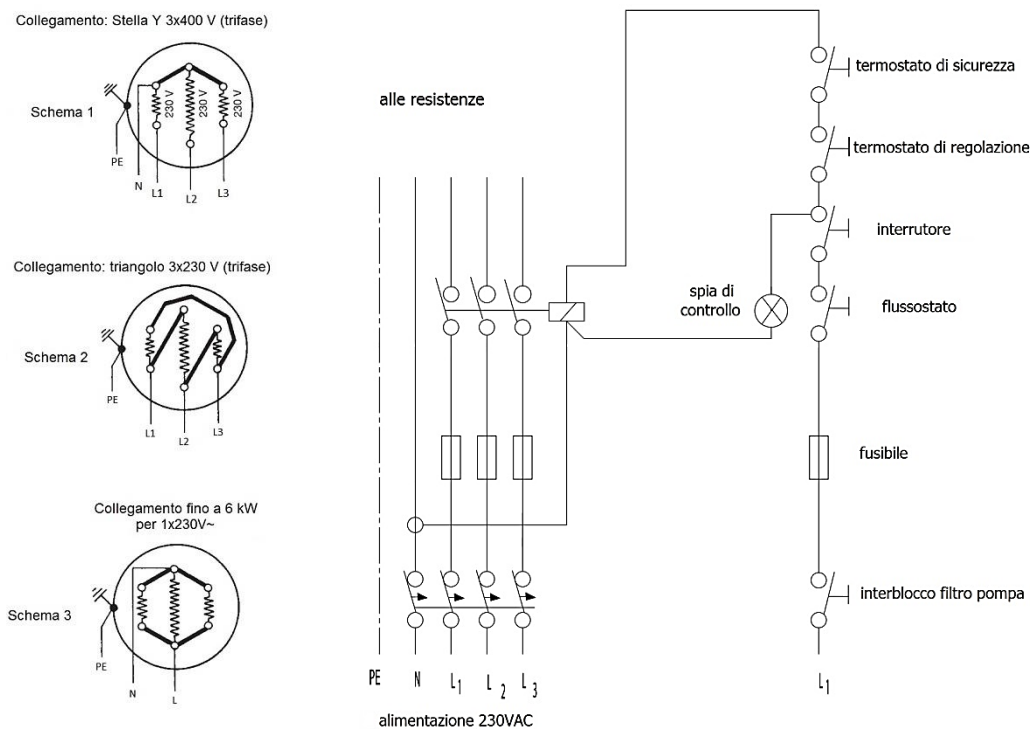 Collegamento: Stella Y 3x400 V (trifase)
Schema 1
230 V
230 V
230 V
PE
N
L1
L2
L3
Collegamento: triangolo 3x230 V (trifase)
Schema 2
PE
L1
L2
L3
Collegamento fino a 6 kW
per 1x230V~
Schema 3
PE
N
L
alle resistenze
termostato di sicurezza
termostato di regolazione
interrutore
spia di
controllo
flussostato
fusibile
interblocco filtro pompa
PE
N
L1
L2
L3
L1
alimentazione 230VAC